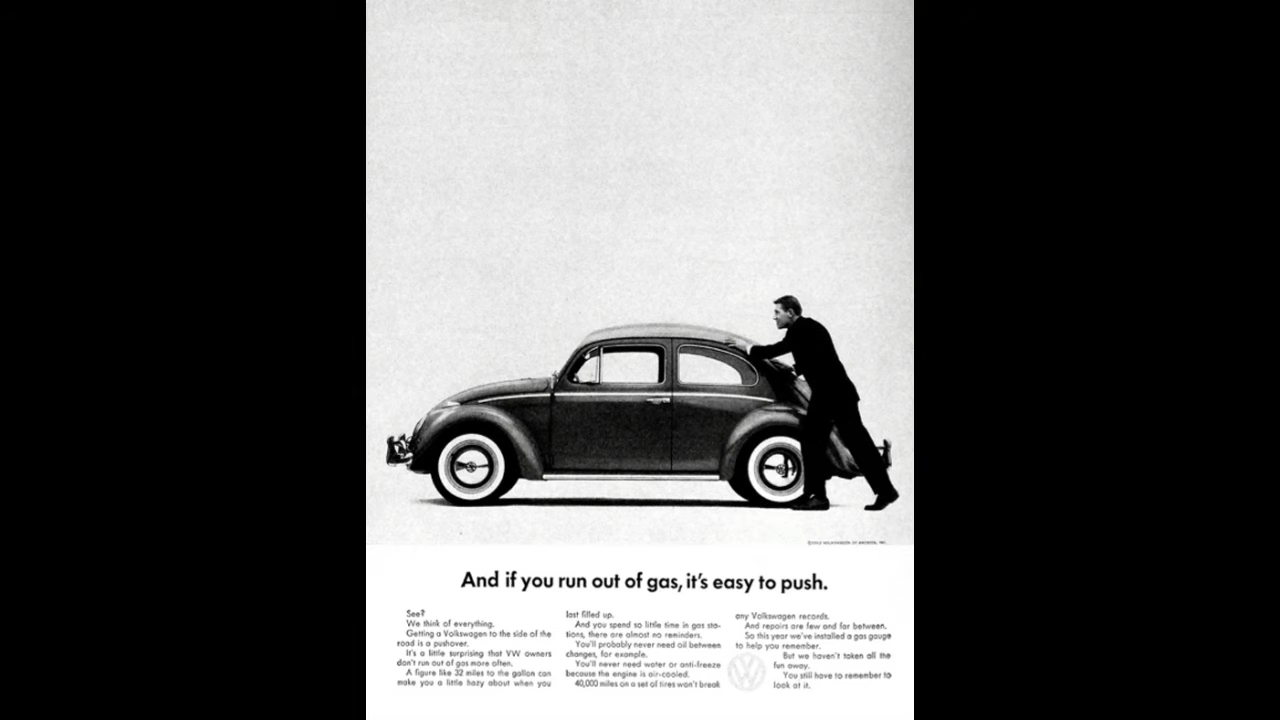 And if you run out of gas, it's easy to push.
See?
We think of everything.
Getting a Volkswagen to the side of the
road is a pushover.
It's a little surprising that VW owners
don't run out of gas more often.
A figure like 32 miles to the gallon can
make you a little hazy about when you
last filled up.
And you spend so little time in gas sta-
tions, there are almost no reminders.
You'll probably never need oil between
changes, for example.
You'll never need water or anti-freeze
because the engine is air-cooled.
40,000 miles on a set of tires won't break
any Volkswagen records.
And repairs are few and far between.
So this year we've installed a gas gauge
to help you remember.
But we haven't taken all the
fun away.
You still have to remember to
look at it.
VW